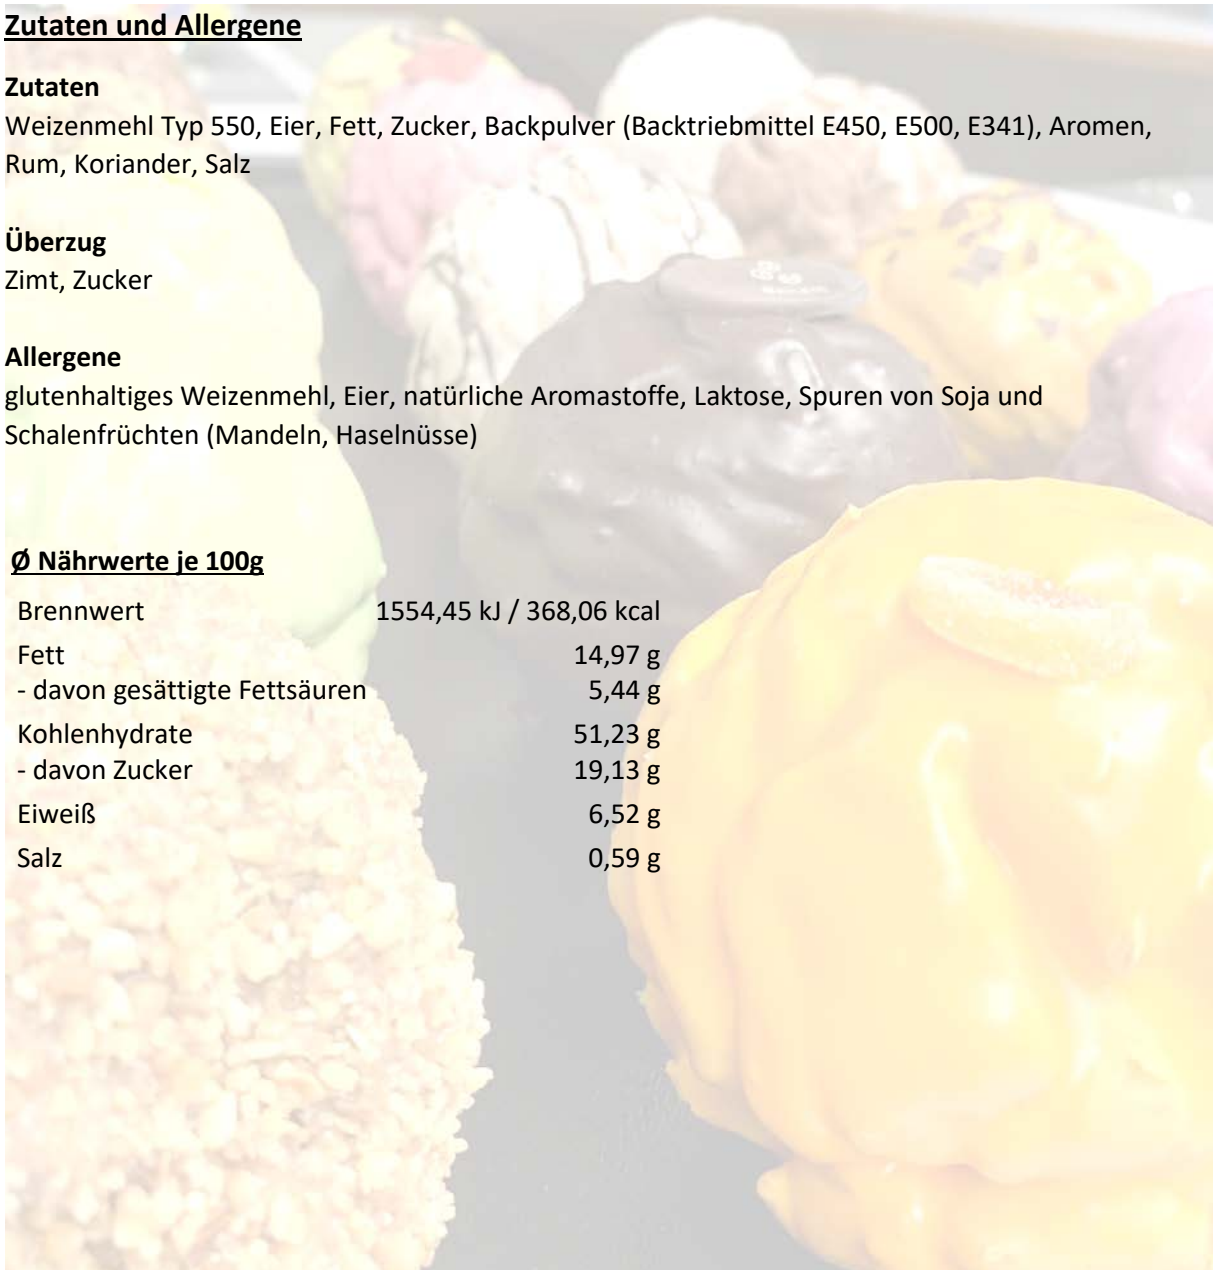 Zutaten und Allergene
Zutaten
Weizenmehl Typ 550, Eier, Fett, Zucker, Backpulver (Backtriebmittel E450, E500, E341), Aromen,
Rum, Koriander, Salz
Überzug
Zimt, Zucker
Allergene
glutenhaltiges Weizenmehl, Eier, natürliche Aromastoffe, Laktose, Spuren von Soja und
Schalenfrüchten (Mandeln, Haselnüsse)
Ø Nährwerte je 100g
Brennwert 1554,45 kJ / 368,06 kcal
Fett 14,97 g
- davon gesättigte Fettsäuren 5,44 g
Kohlenhydrate 51,23 g
- davon Zucker 19,13 g
Eiweiß 6,52 g
Salz 0,59 g